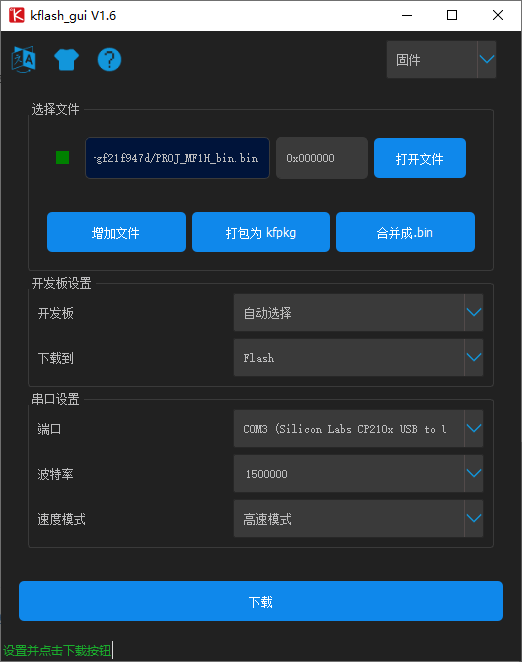 kflash_gui V1.6
固件
选择文件
gf21f947d/PROJ_MF1H_bin.bin
0x000000
打开文件
增加文件
打包为 kfpkg
合并成.bin
开发板设置
开发板
自动选择
下载到
Flash
串口设置
端口
COM3 (Silicon Labs CP210x USB to U
波特率
1500000
速度模式
高速模式
下载
设置并点击下载按钮